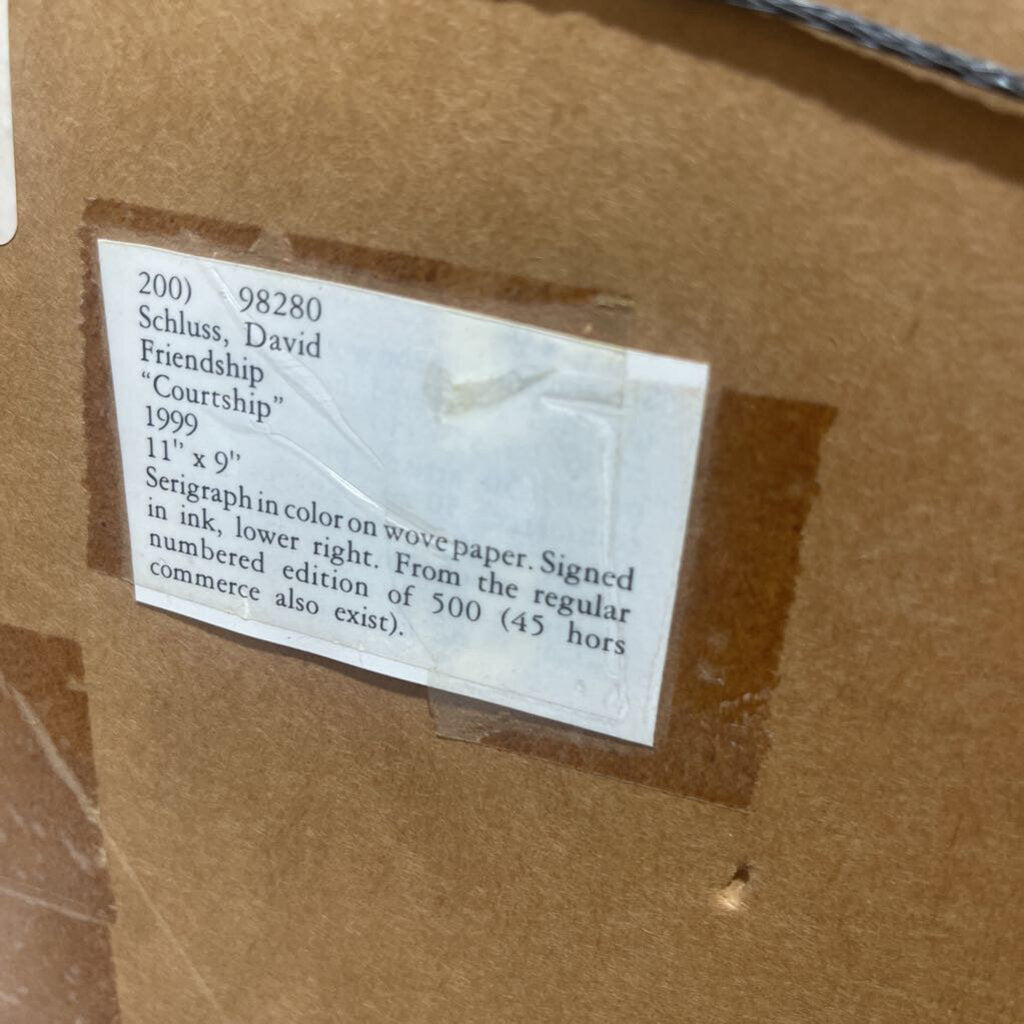 200) 98280
Schluss, David
Friendship
“Courtship”
1999
11" x 9"
Serigraph in color on wove paper. Signed
in ink, lower right. From the regular
numbered edition of 500 (45 hors
commerce also exist).